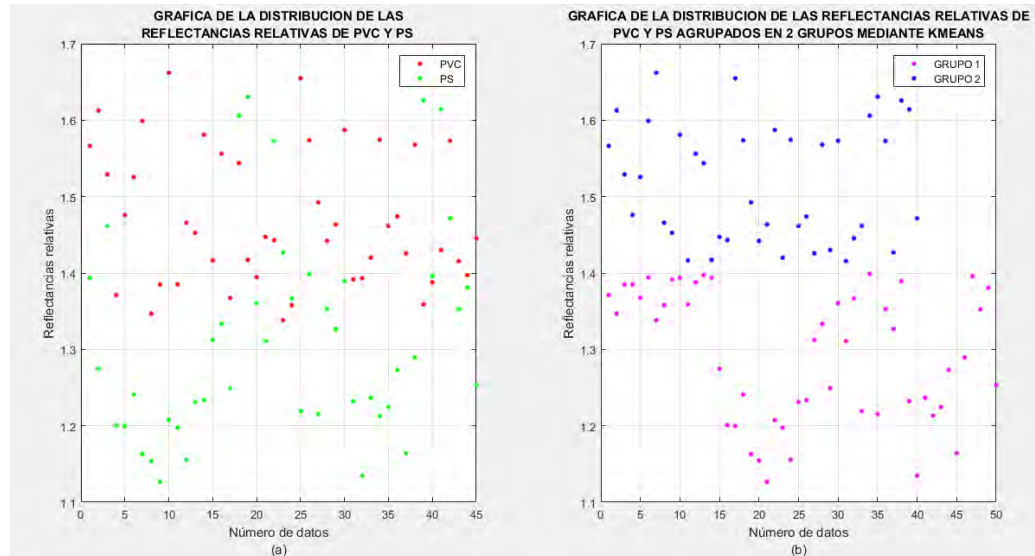 GRAFICA DE LA DISTRIBUCION DE LAS
REFLECTANCIAS RELATIVAS DE PVC Y PS
1.7
1.6
1.5
1.4
1.3
1.2
1.1
Reflectancias relativas
PVC
PS
0 5 10 15 20 25 30 35 40 45
Número de datos
(a)
GRAFICA DE LA DISTRIBUCION DE LAS REFLECTANCIAS RELATIVAS DE
PVC Y PS AGRUPADOS EN 2 GRUPOS MEDIANTE KMEANS
1.7
1.6
1.5
1.4
1.3
1.2
1.1
Reflectancias relativas
GRUPO 1
GRUPO 2
0 5 10 15 20 25 30 35 40 45 50
Número de datos
(b)